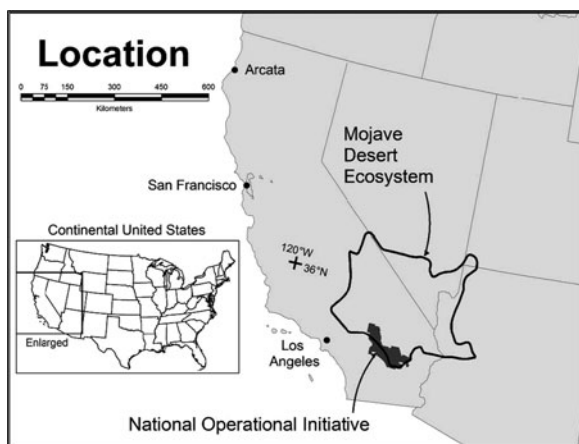 Location
0 75 150 300 450 600
Kilometers
Arcata
San Francisco
Mojave
Desert
Ecosystem
120°W
36°N
Continental United States
Enlarged
Los
Angeles
National Operational Initiative